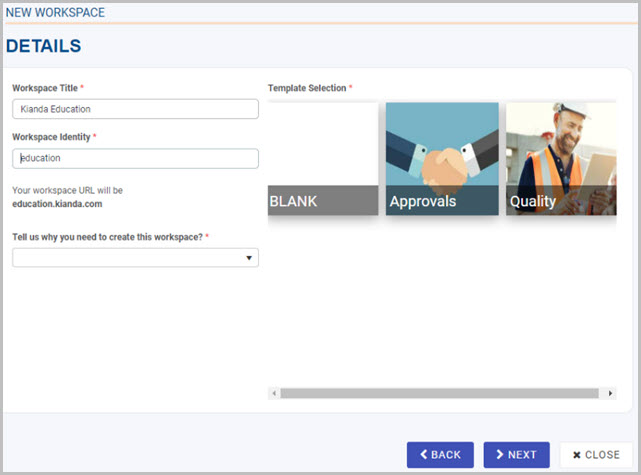 NEW WORKSPACE
DETAILS
Workspace Title *
Kianda Education
Workspace Identity *
education
Your workspace URL will be
education.kianda.com
Tell us why you need to create this workspace? *
Template Selection *
BLANK
Approvals
Quality
BACK
NEXT
CLOSE